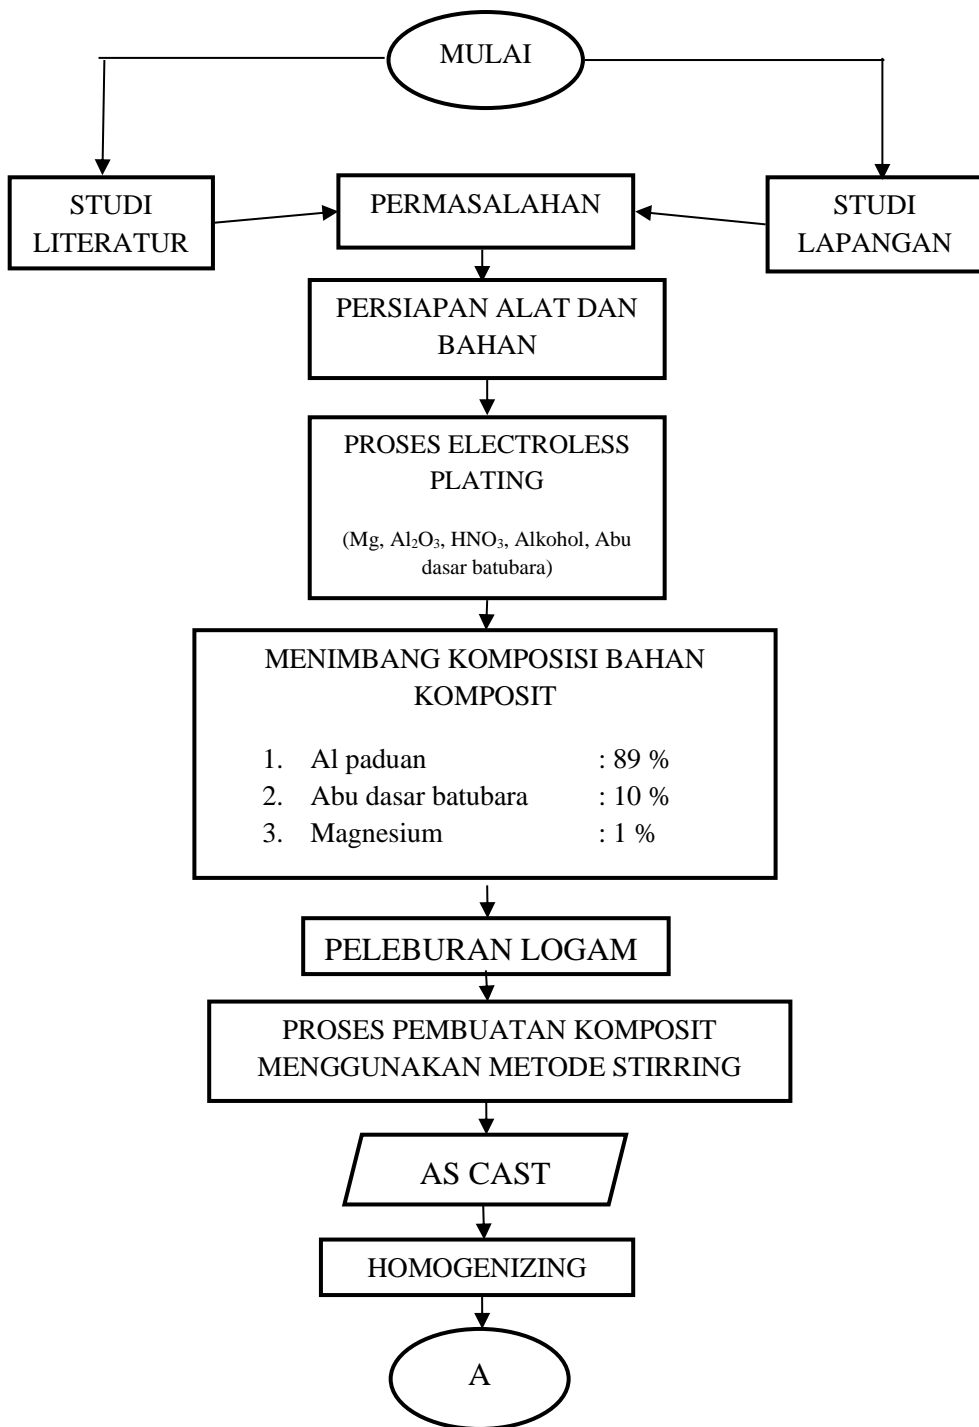 MULAI
STUDI
LITERATUR
PERMASALAHAN
STUDI
LAPANGAN
PERSIAPAN ALAT DAN
BAHAN
PROSES ELECTROLESS
PLATING
(Mg, Al₂O₃, HNO₃, Alkohol, Abu
dasar batubara)
MENIMBANG KOMPOSISI BAHAN
KOMPOSIT
1. Al paduan : 89 %
2. Abu dasar batubara : 10 %
3. Magnesium : 1 %
PELEBURAN LOGAM
PROSES PEMBUATAN KOMPOSIT
MENGGUNAKAN METODE STIRRING
AS CAST
HOMOGENIZING
A